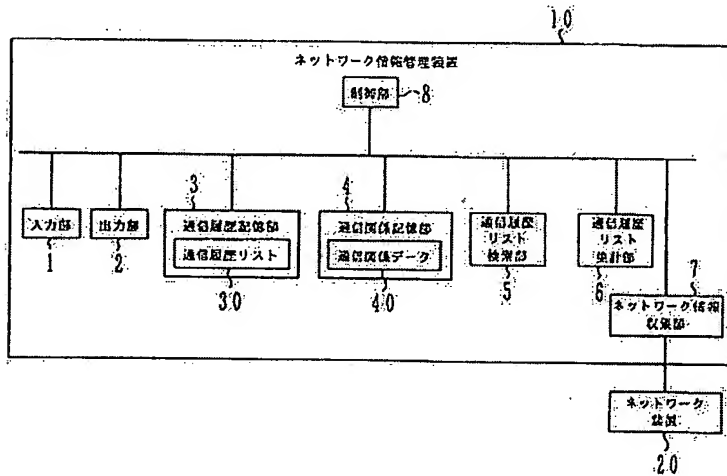 10
ネットワーク情報管理装置
制御部
8
3
4
入力部
出力部
通信履歴記憶部
通信履歴リスト
通信関係記憶部
通信関係データ
通信履歴
リスト
検索部
通信履歴
リスト
集計部
7
1
2
30
40
5
6
ネットワーク情報
収集部
ネットワーク
装置
20